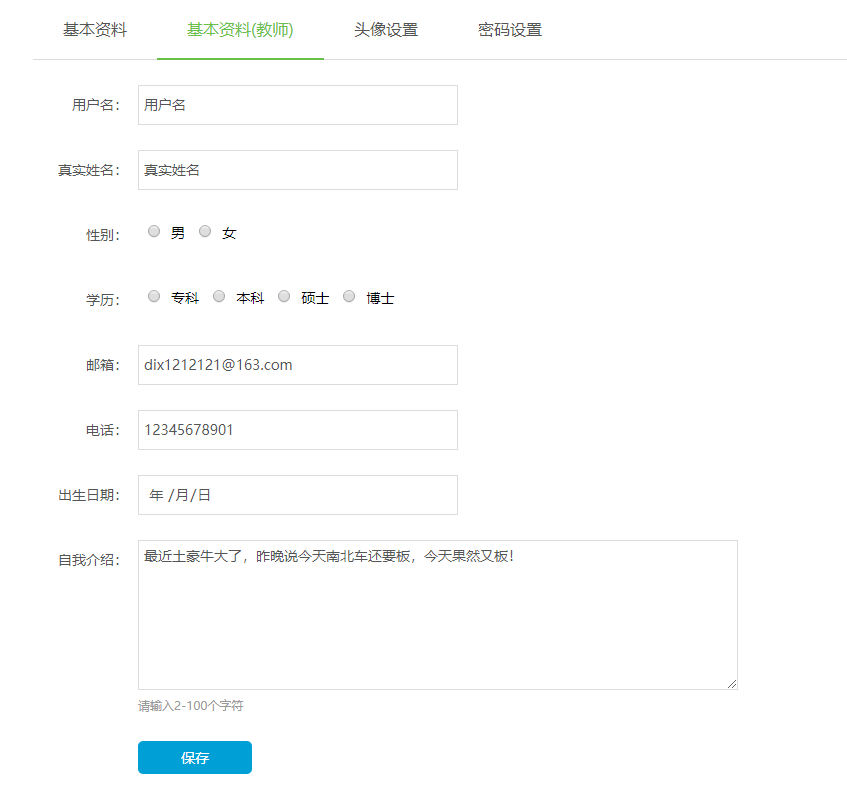 基本资料 基本资料(教师) 头像设置 密码设置
用户名： 用户名
真实姓名： 真实姓名
性别： 男 女
学历： 专科 本科 硕士 博士
邮箱： dix1212121@163.com
电话： 12345678901
出生日期： 年 /月/日
自我介绍： 最近土豪牛大了，昨晚说今天南北车还要板，今天果然又板！
请输入2-100个字符
保存